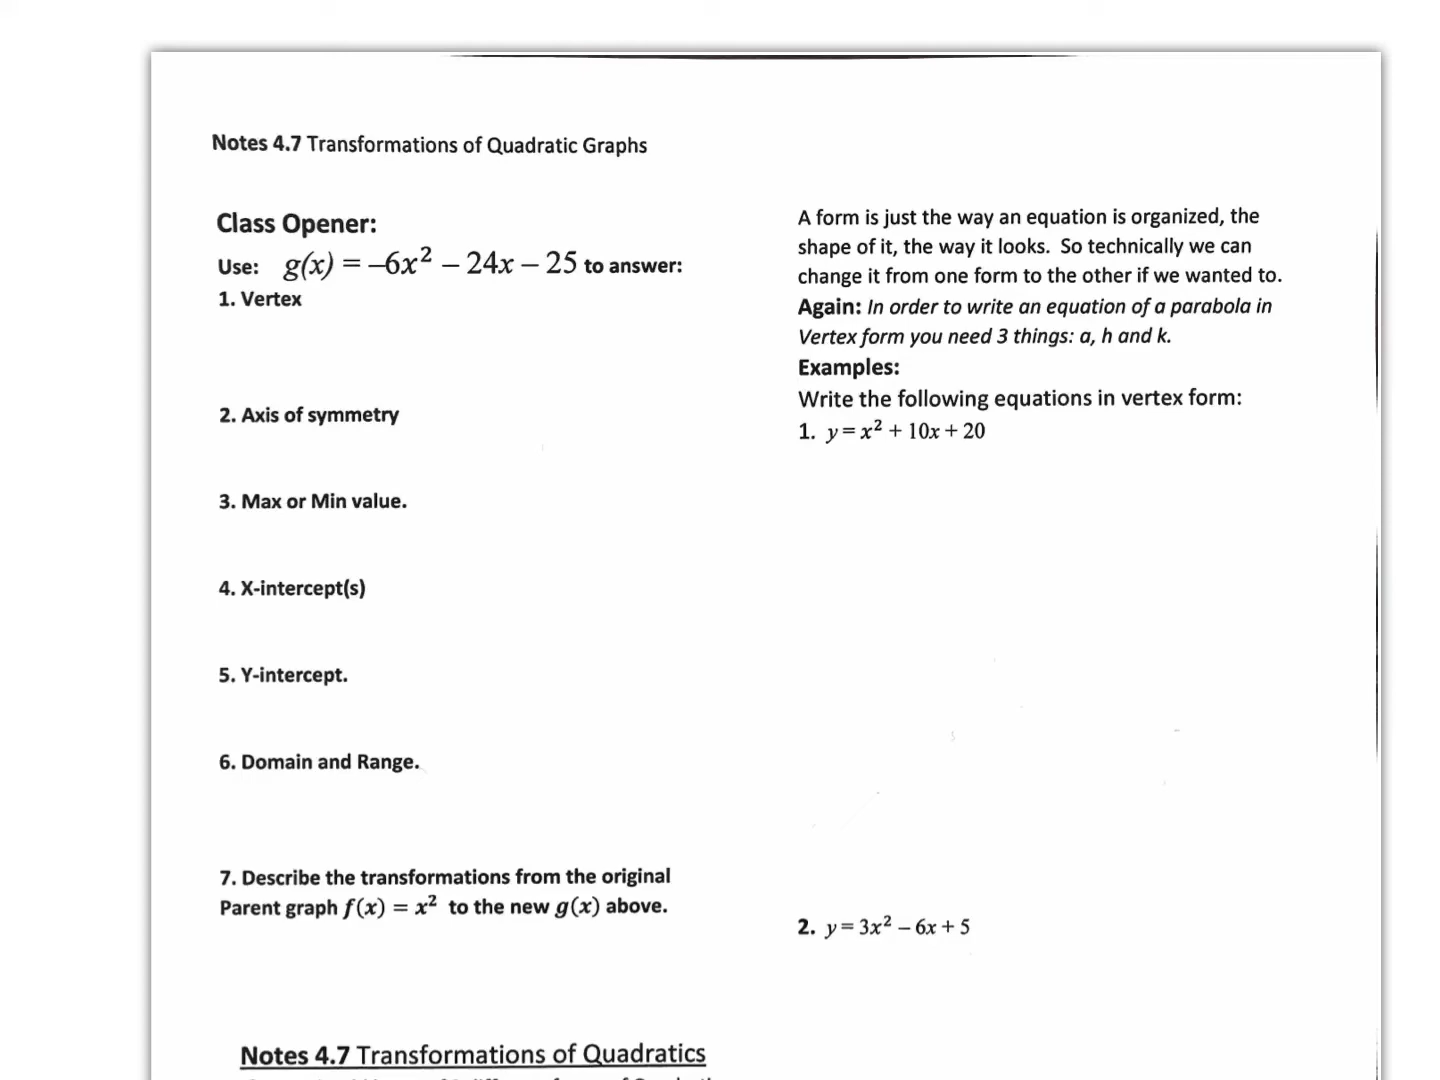 Notes 4.7 Transformations of Quadratic Graphs
Class Opener:
Use: g(x) = –6x² – 24x – 25 to answer:
1. Vertex
2. Axis of symmetry
3. Max or Min value.
4. X-intercept(s)
5. Y-intercept.
6. Domain and Range.
7. Describe the transformations from the original
Parent graph f(x) = x² to the new g(x) above.
Notes 4.7 Transformations of Quadratics
A form is just the way an equation is organized, the
shape of it, the way it looks. So technically we can
change it from one form to the other if we wanted to.
Again: In order to write an equation of a parabola in
Vertex form you need 3 things: a, h and k.
Examples:
Write the following equations in vertex form:
1. y = x² + 10x + 20
2. y = 3x² – 6x + 5